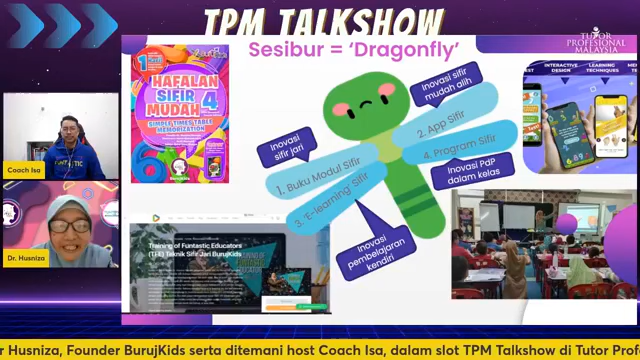 TPM TALKSHOW
TUTOR
PROFESIONAL
MALAYSIA
Sesibur = 'Dragonfly'
1
HAFALAN
SIFIR
MUDAH 4
SIMPLE TIMES TABLE
MEMORIZATION
INTERACTIVE
DESIGN
LEARNING
TECHNIQUES
Inovasi sifir
mudah alih
Inovasi
sifir jari
2. App Sifir
4. Program Sifir
1. Buku Modul Sifir
3. 'E-learning' Sifir
Inovasi PdP
dalam kelas
Inovasi
pembelajaran
kendiri
Coach Isa
Dr. Husniza
Training of Funtastic Educators
(TFE) Teknik Sifir Jari BurujKids
r Husniza, Founder BurujKids serta ditemani host Coach Isa, dalam slot TPM Talkshow di Tutor Prof